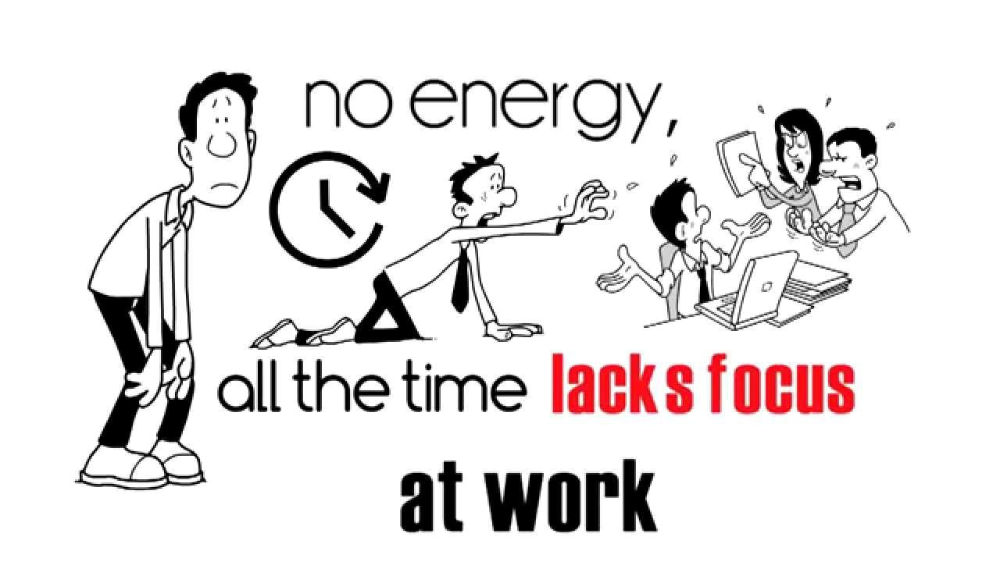 no energy,
all the time lacks focus
at work